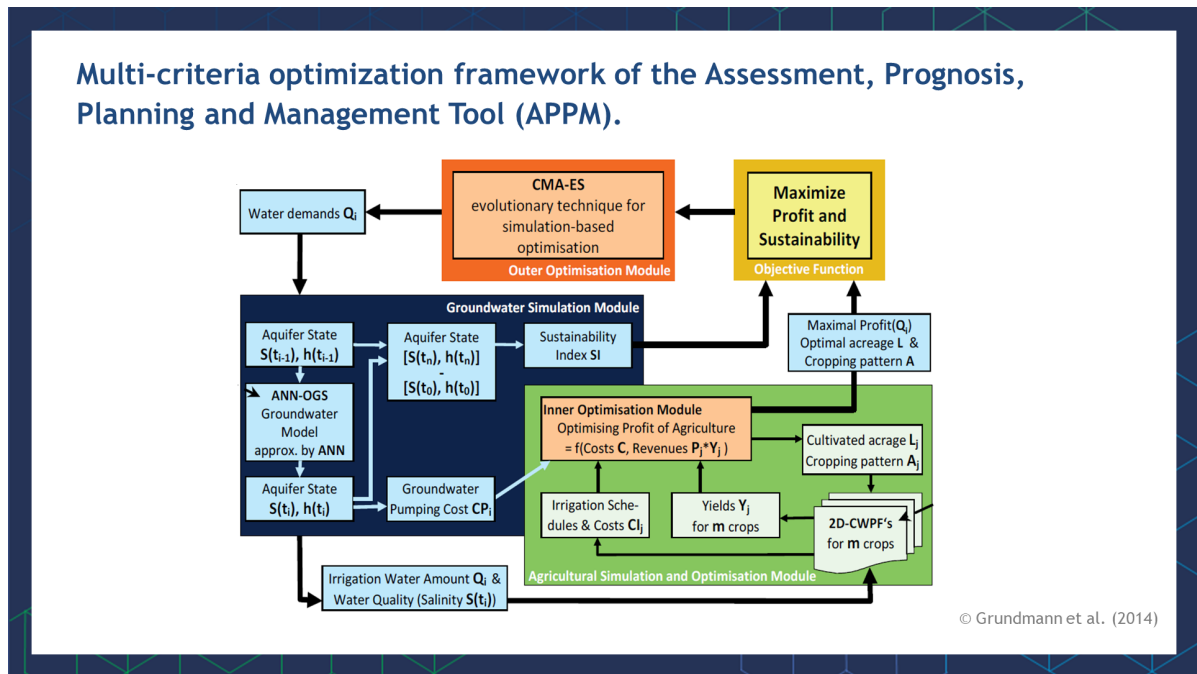 Multi-criteria optimization framework of the Assessment, Prognosis,
Planning and Management Tool (APPM).
CMA-ES
evolutionary technique for
simulation-based
optimisation
Outer Optimisation Module
Maximize
Profit and
Sustainability
Objective Function
Water demands Qi
Groundwater Simulation Module
Aquifer State
S(ti-1), h(ti-1)
Aquifer State
[S(tn), h(tn)]
-
[S(t0), h(t0)]
Sustainability
Index SI
Maximal Profit(Qi)
Optimal acreage L &
Cropping pattern A
ANN-OGS
Groundwater
Model
approx. by ANN
Aquifer State
S(ti), h(ti)
Groundwater
Pumping Cost CPi
Inner Optimisation Module
Optimising Profit of Agriculture
= f(Costs C, Revenues Pj*Yj )
Cultivated acrage Lj
Cropping pattern Aj
Irrigation Sche-
dules & Costs CIj
Yields Yj
for m crops
2D-CWPF‘s
for m crops
Agricultural Simulation and Optimisation Module
Irrigation Water Amount Qi &
Water Quality (Salinity S(ti))
© Grundmann et al. (2014)